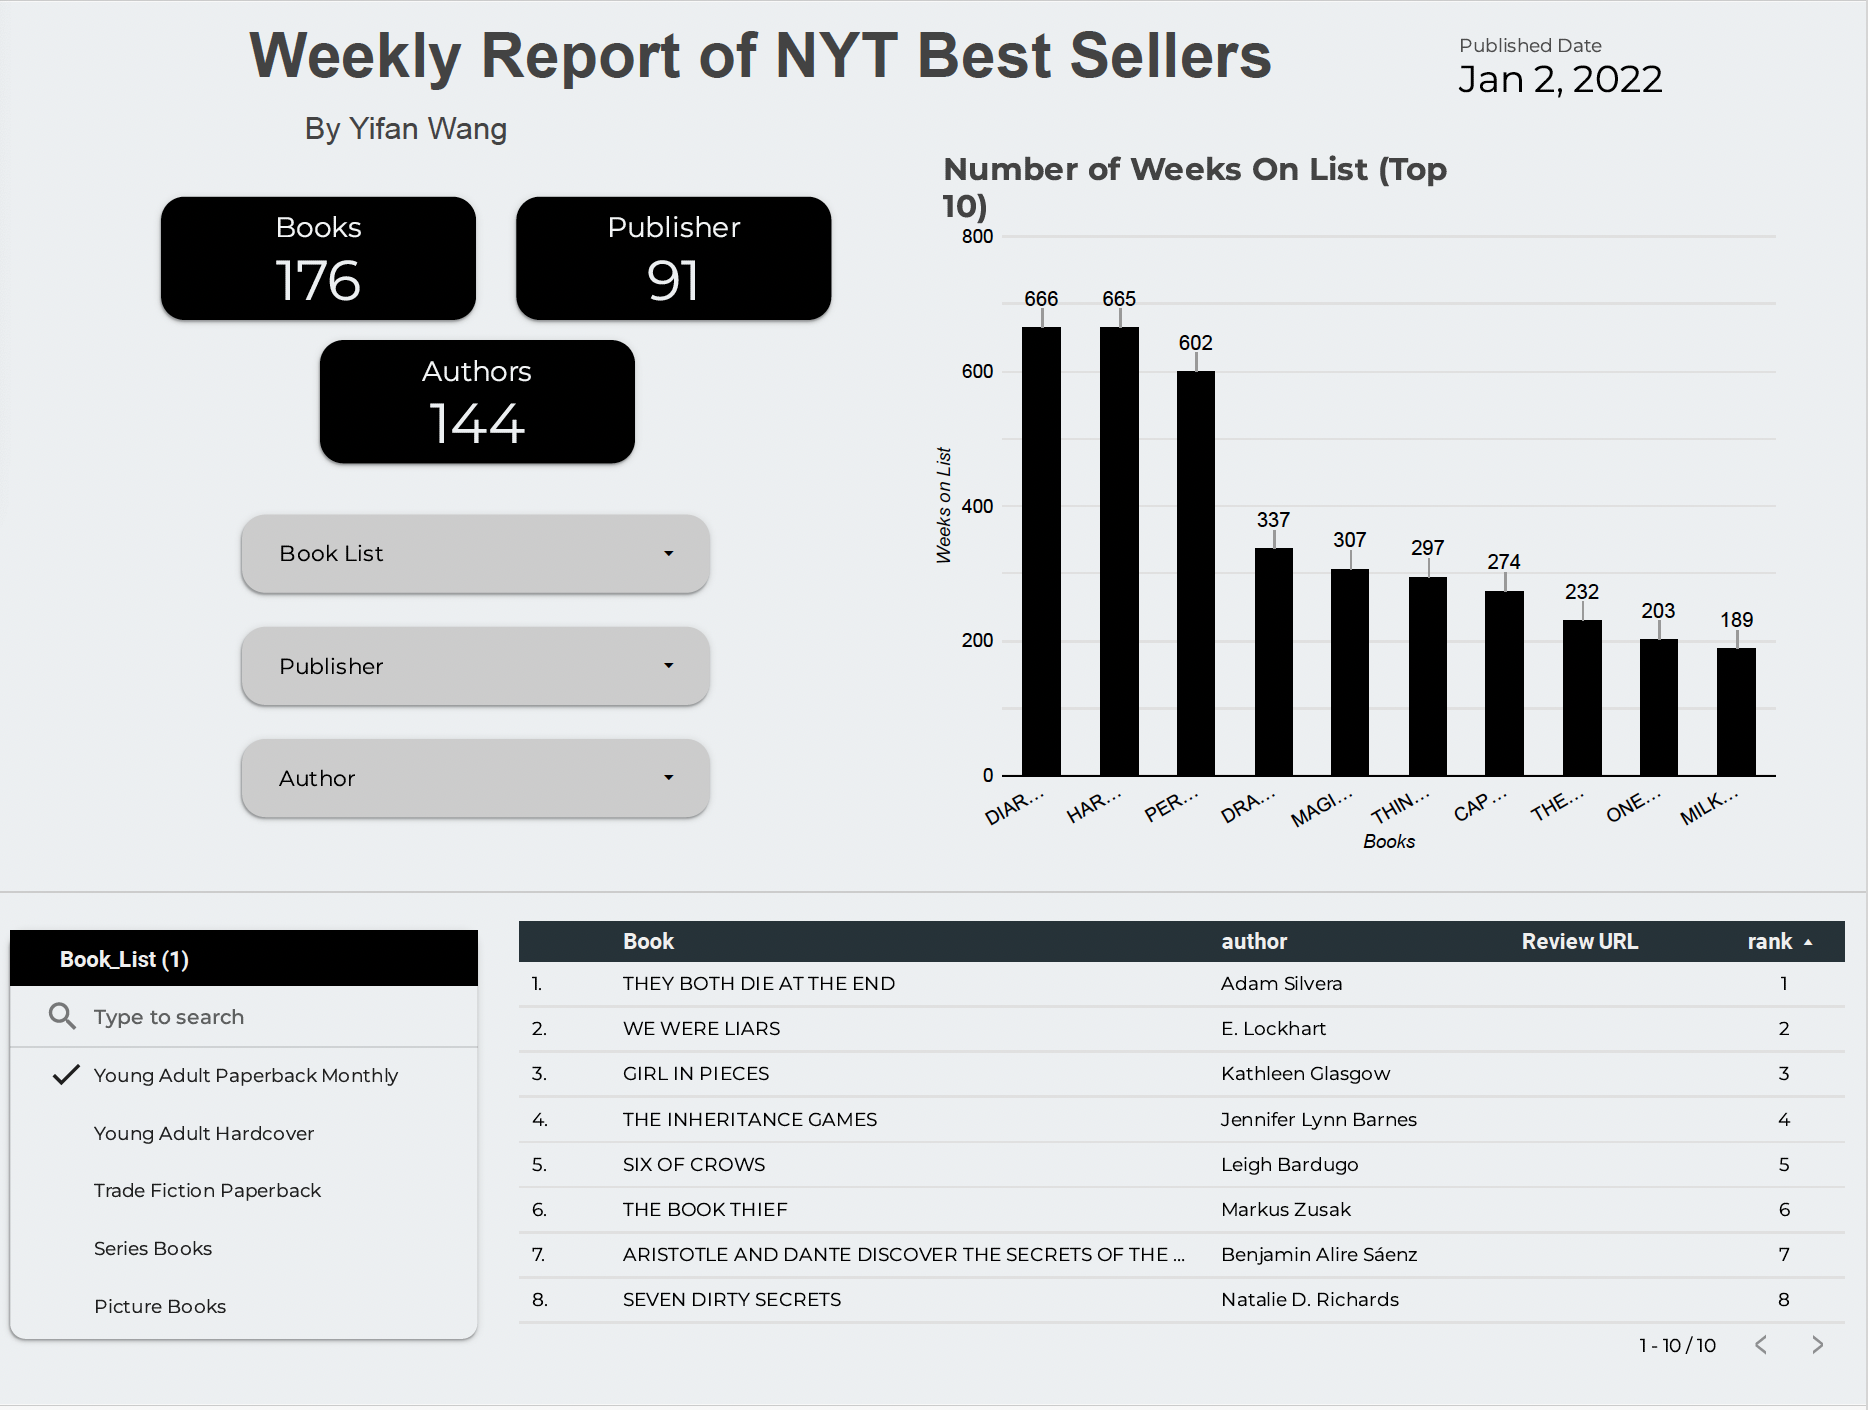 Weekly Report of NYT Best Sellers
By Yifan Wang
Published Date
Jan 2, 2022
Books
176
Publisher
91
Authors
144
Book List
Publisher
Author
Number of Weeks On List (Top
10)
Weeks on List
800
600
400
200
0
666
665
602
337
307
297
274
232
203
189
DIAR...
HAR...
PER...
DRA...
MAGI...
THIN...
CAP...
THE...
ONE...
MILK...
Books
Book_List (1)
Type to search
Young Adult Paperback Monthly
Young Adult Hardcover
Trade Fiction Paperback
Series Books
Picture Books
Book author Review URL rank
1. THEY BOTH DIE AT THE END Adam Silvera 1
2. WE WERE LIARS E. Lockhart 2
3. GIRL IN PIECES Kathleen Glasgow 3
4. THE INHERITANCE GAMES Jennifer Lynn Barnes 4
5. SIX OF CROWS Leigh Bardugo 5
6. THE BOOK THIEF Markus Zusak 6
7. ARISTOTLE AND DANTE DISCOVER THE SECRETS OF THE ... Benjamin Alire Sáenz 7
8. SEVEN DIRTY SECRETS Natalie D. Richards 8
1 - 10 / 10